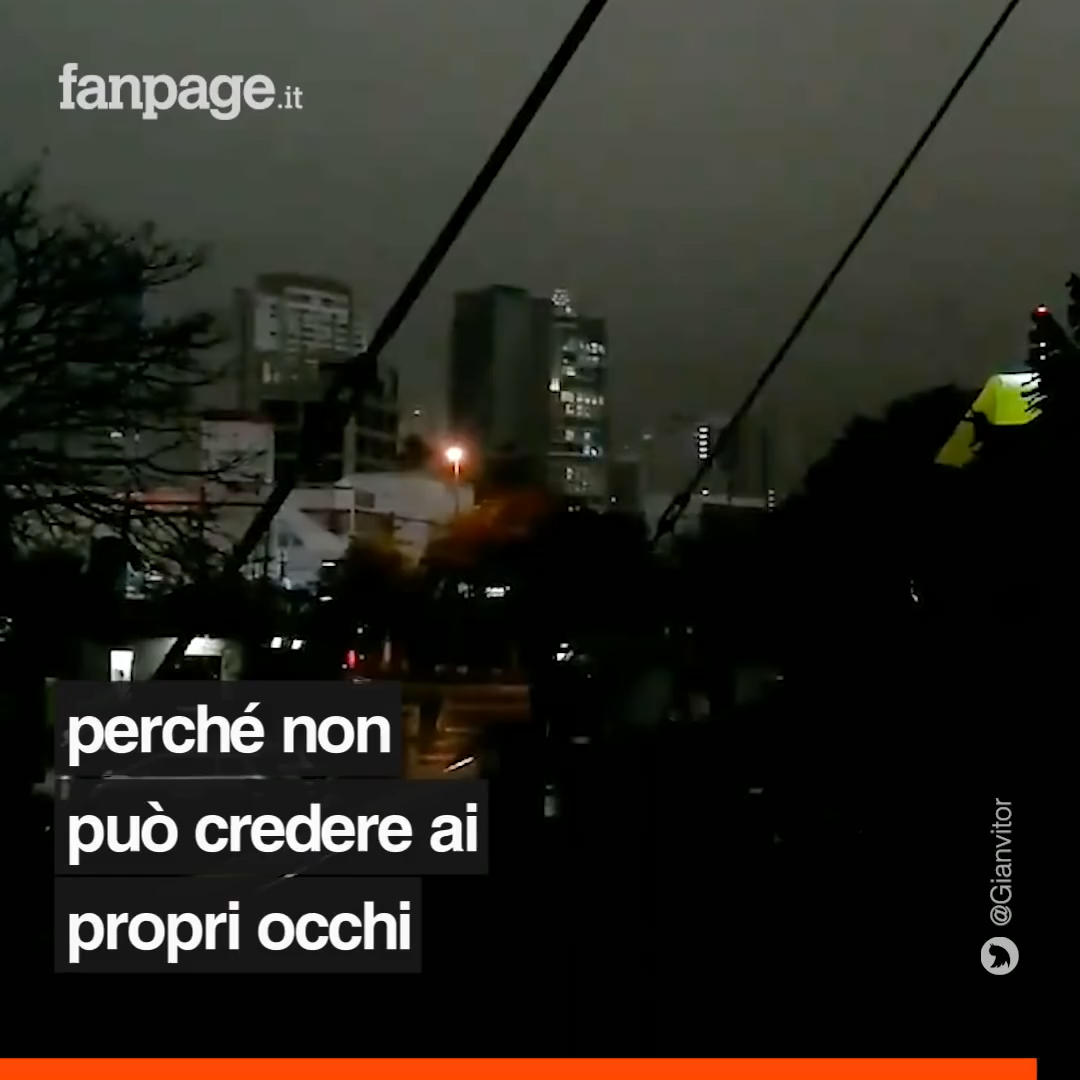 fanpage.it
perché non
può credere ai
propri occhi
@Gianvitor